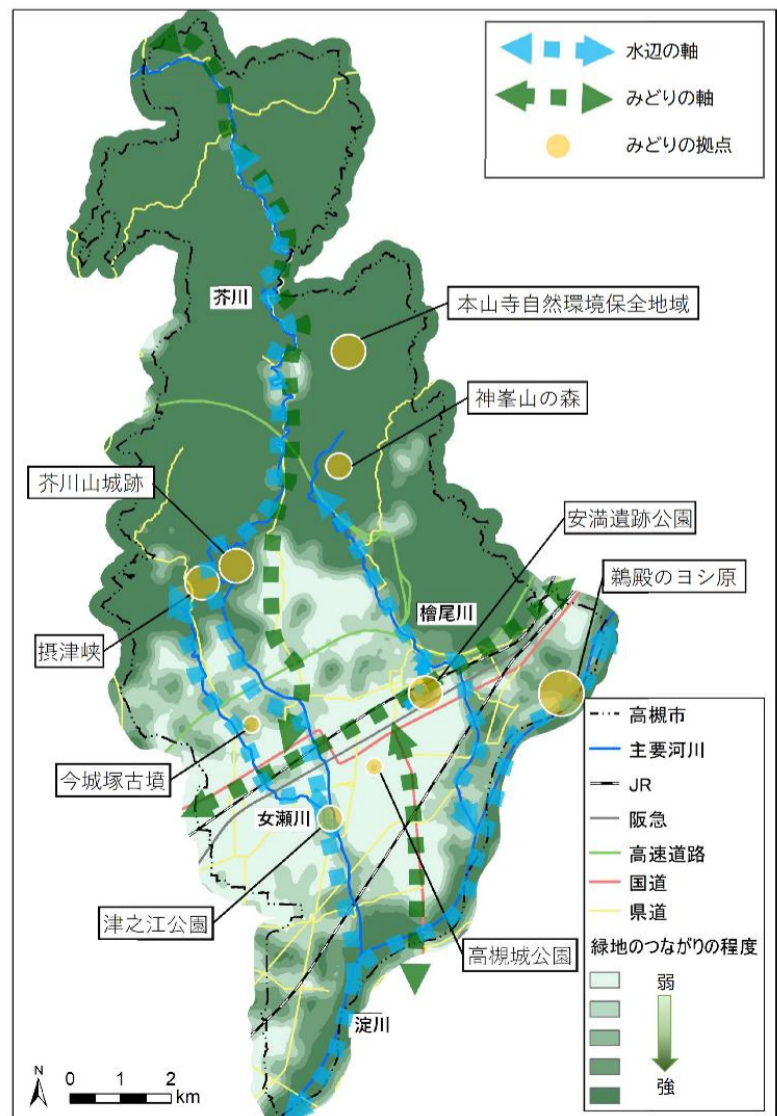 水辺の軸
みどりの軸
みどりの拠点
芥川
本山寺自然環境保全地域
神峯山の森
芥川山城跡
安満遺跡公園
鵜殿のヨシ原
檜尾川
摂津峡
今城塚古墳
女瀬川
津之江公園
高槻城公園
淀川
高槻市
主要河川
JR
阪急
高速道路
国道
県道
緑地のつながりの程度
弱
強
N
0 1 2
km